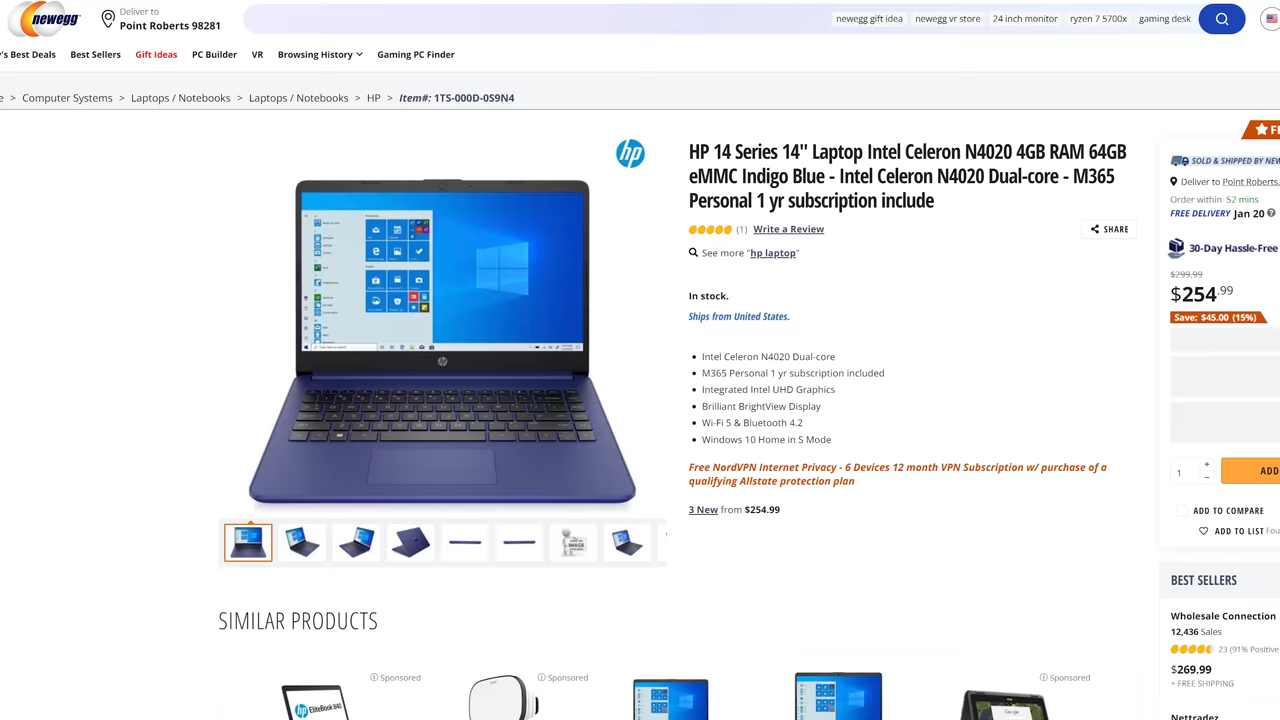 newegg
Deliver to
Point Roberts 98281
newegg gift idea
newegg vr store
24 inch monitor
ryzen 7 5700x
gaming desk
's Best Deals
Best Sellers
Gift Ideas
PC Builder
VR
Browsing History
Gaming PC Finder
e > Computer Systems > Laptops / Notebooks > Laptops / Notebooks > HP > Item#: 1TS-000D-0S9N4
hp
HP 14 Series 14" Laptop Intel Celeron N4020 4GB RAM 64GB
eMMC Indigo Blue - Intel Celeron N4020 Dual-core - M365
Personal 1 yr subscription include
(1) Write a Review
SHARE
See more "hp laptop"
In stock.
Ships from United States.
Intel Celeron N4020 Dual-core
M365 Personal 1 yr subscription included
Integrated Intel UHD Graphics
Brilliant BrightView Display
Wi-Fi 5 & Bluetooth 4.2
Windows 10 Home in S Mode
Free NordVPN Internet Privacy - 6 Devices 12 month VPN Subscription w/ purchase of a
qualifying Allstate protection plan
3 New from $254.99
SOLD & SHIPPED BY NEW
Deliver to Point Roberts,
Order within 52 mins
FREE DELIVERY Jan 20
30-Day Hassle-Free
$299.99
$254.99
Save: $45.00 (15%)
1
ADD
ADD TO COMPARE
ADD TO LIST Fou
BEST SELLERS
Wholesale Connection
12,436 Sales
23 (91% Positive
$269.99
+ FREE SHIPPING
Nettradez
SIMILAR PRODUCTS
Sponsored
Sponsored
Sponsored
hp EliteBook 840
Google